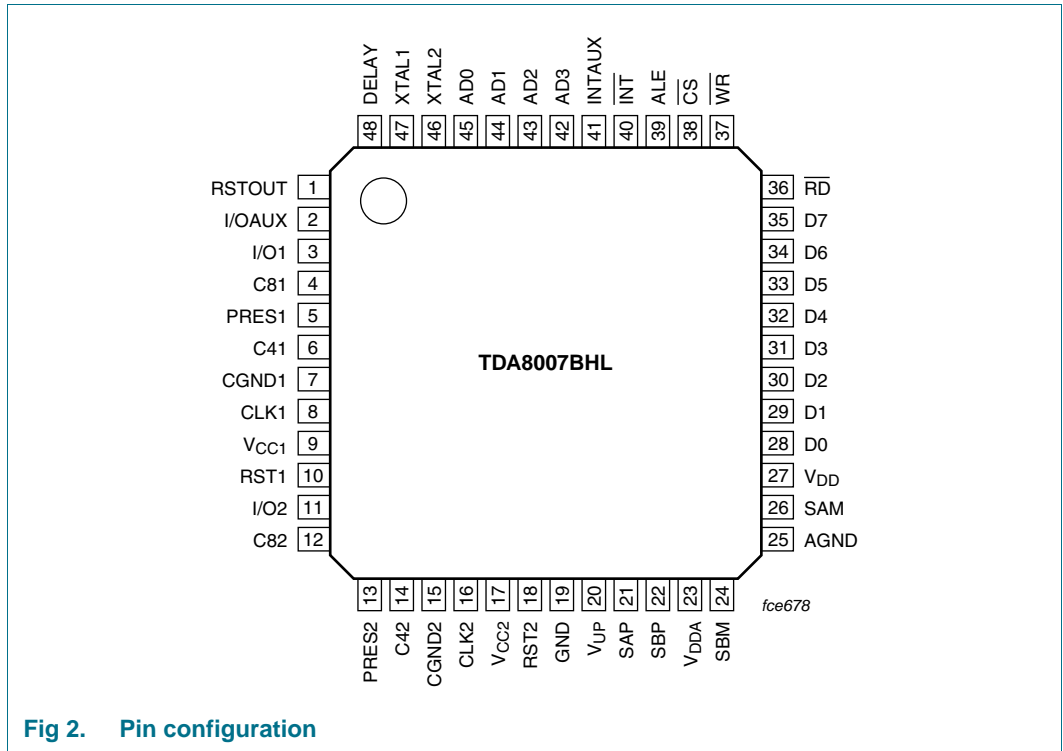 DELAY
XTAL1
XTAL2
AD0
AD1
AD2
AD3
INTAUX
INT
ALE
CS
WR
48
47
46
45
44
43
42
41
40
39
38
37
RSTOUT 1
I/OAUX 2
I/O1 3
C81 4
PRES1 5
C41 6
CGND1 7
CLK1 8
VCC1 9
RST1 10
I/O2 11
C82 12
TDA8007BHL
36 RD
35 D7
34 D6
33 D5
32 D4
31 D3
30 D2
29 D1
28 D0
27 VDD
26 SAM
25 AGND
13
14
15
16
17
18
19
20
21
22
23
24
PRES2
C42
CGND2
CLK2
VCC2
RST2
GND
VUP
SAP
SBP
VDDA
SBM
fce678
Fig 2. Pin configuration